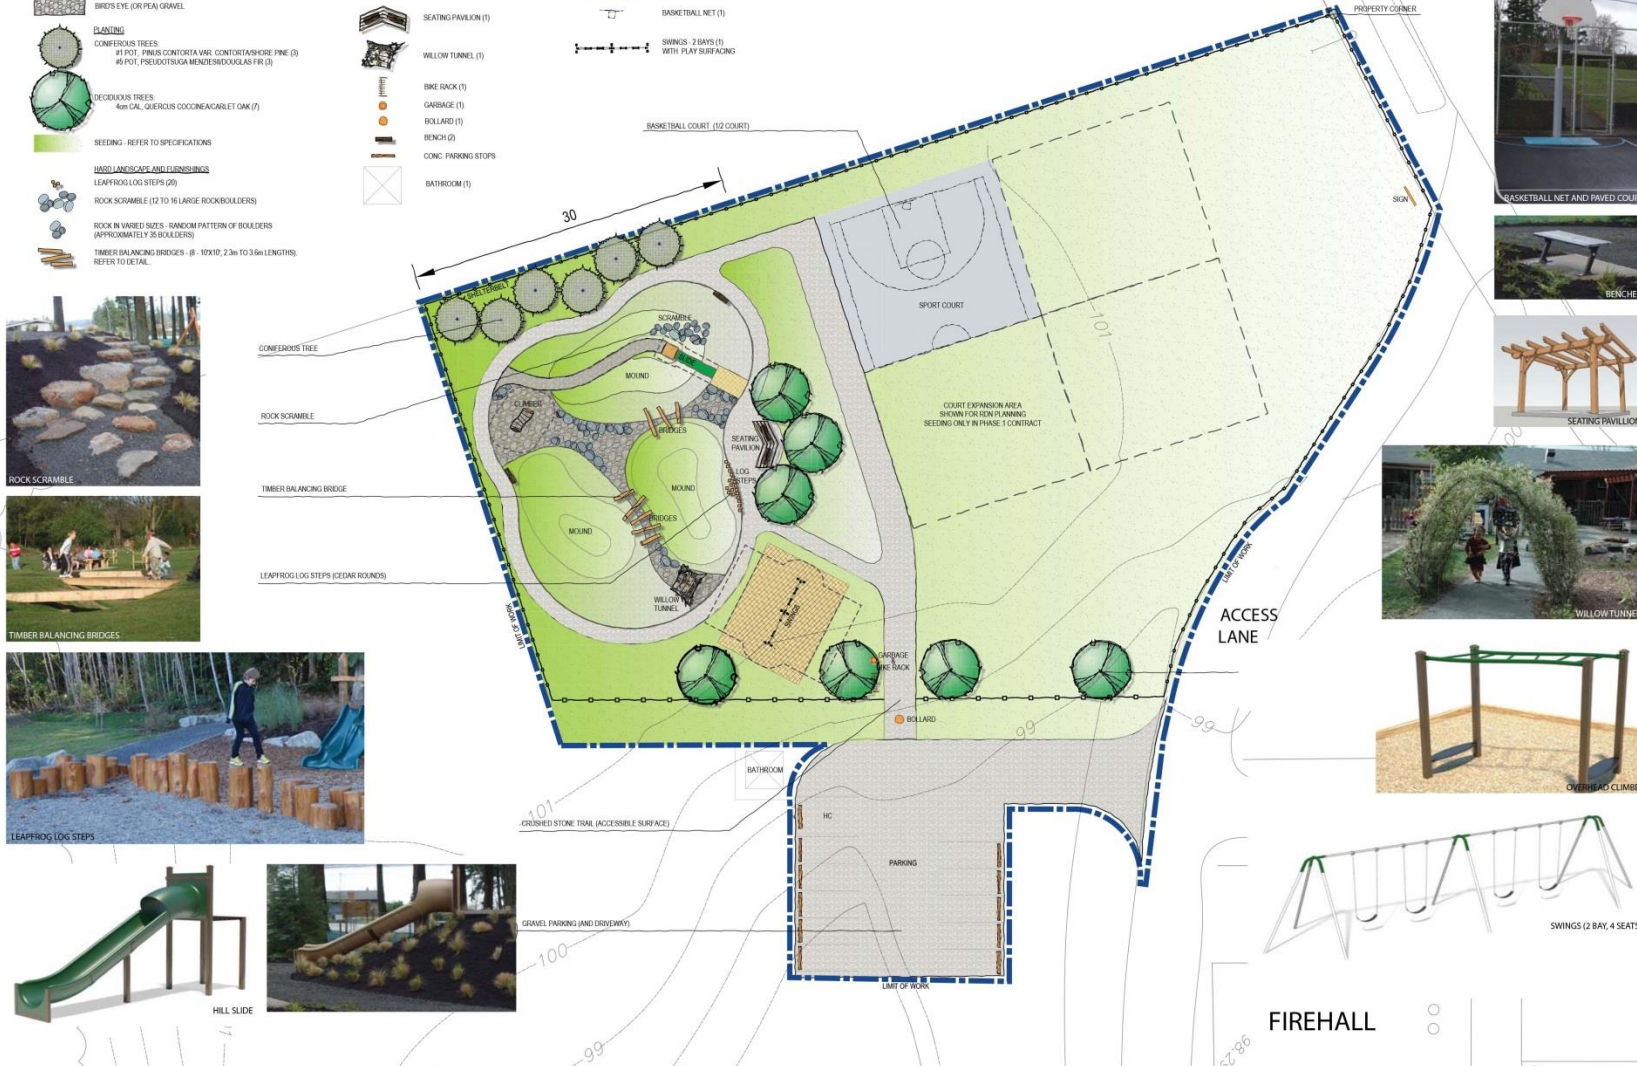 BIRD'S EYE (OR PEA) GRAVEL
PLANTING
CONIFEROUS TREES:
#1 POT, PINUS CONTORTA VAR. CONTORTA/SHORE PINE (3)
#5 POT, PSEUDOTSUGA MENZIESII/DOUGLAS FIR (3)
DECIDUOUS TREES:
4cm CAL, QUERCUS COCCINEA/CARLET OAK (7)
SEEDING - REFER TO SPECIFICATIONS
HARD LANDSCAPE AND FURNISHINGS
LEAPFROG LOG STEPS (20)
ROCK SCRAMBLE (12 TO 16 LARGE ROCK/BOULDERS)
ROCK IN VARIED SIZES - RANDOM PATTERN OF BOULDERS
(APPROXIMATELY 35 BOULDERS)
TIMBER BALANCING BRIDGES - (8 - 10"X10", 2.3m TO 3.6m LENGTHS).
REFER TO DETAIL.
SEATING PAVILION (1)
WILLOW TUNNEL (1)
BIKE RACK (1)
GARBAGE (1)
BOLLARD (1)
BENCH (2)
CONC. PARKING STOPS
BATHROOM (1)
BASKETBALL NET (1)
SWINGS - 2 BAYS (1)
WITH PLAY SURFACING
PROPERTY CORNER
BASKETBALL COURT (1/2 COURT)
30
SIGN
SHELTERBELT
SPORT COURT
101
SCRAMBLE
SLIDE
MOUND
CLIMBER
BRIDGES
SEATING
PAVILION
LOG
STEPS
MOUND
MOUND
BRIDGES
WILLOW
TUNNEL
SWINGS
COURT EXPANSION AREA
SHOWN FOR RDN PLANNING
SEEDING ONLY IN PHASE 1 CONTRACT
CONIFEROUS TREE
ROCK SCRAMBLE
TIMBER BALANCING BRIDGE
LEAPFROG LOG STEPS (CEDAR ROUNDS)
LIMIT OF WORK
LIMIT OF WORK
ACCESS
LANE
GARBAGE
BIKE RACK
BOLLARD
99
99
BATHROOM
101
CRUSHED STONE TRAIL (ACCESSIBLE SURFACE)
HC
PARKING
GRAVEL PARKING (AND DRIVEWAY)
100
LIMIT OF WORK
99
FIREHALL
ROCK SCRAMBLE
TIMBER BALANCING BRIDGES
LEAPFROG LOG STEPS
HILL SLIDE
BASKETBALL NET AND PAVED COUR
BENCHE
SEATING PAVILLION
100
WILLOW TUNNE
OVERHEAD CLIMBE
SWINGS (2 BAY, 4 SEATS